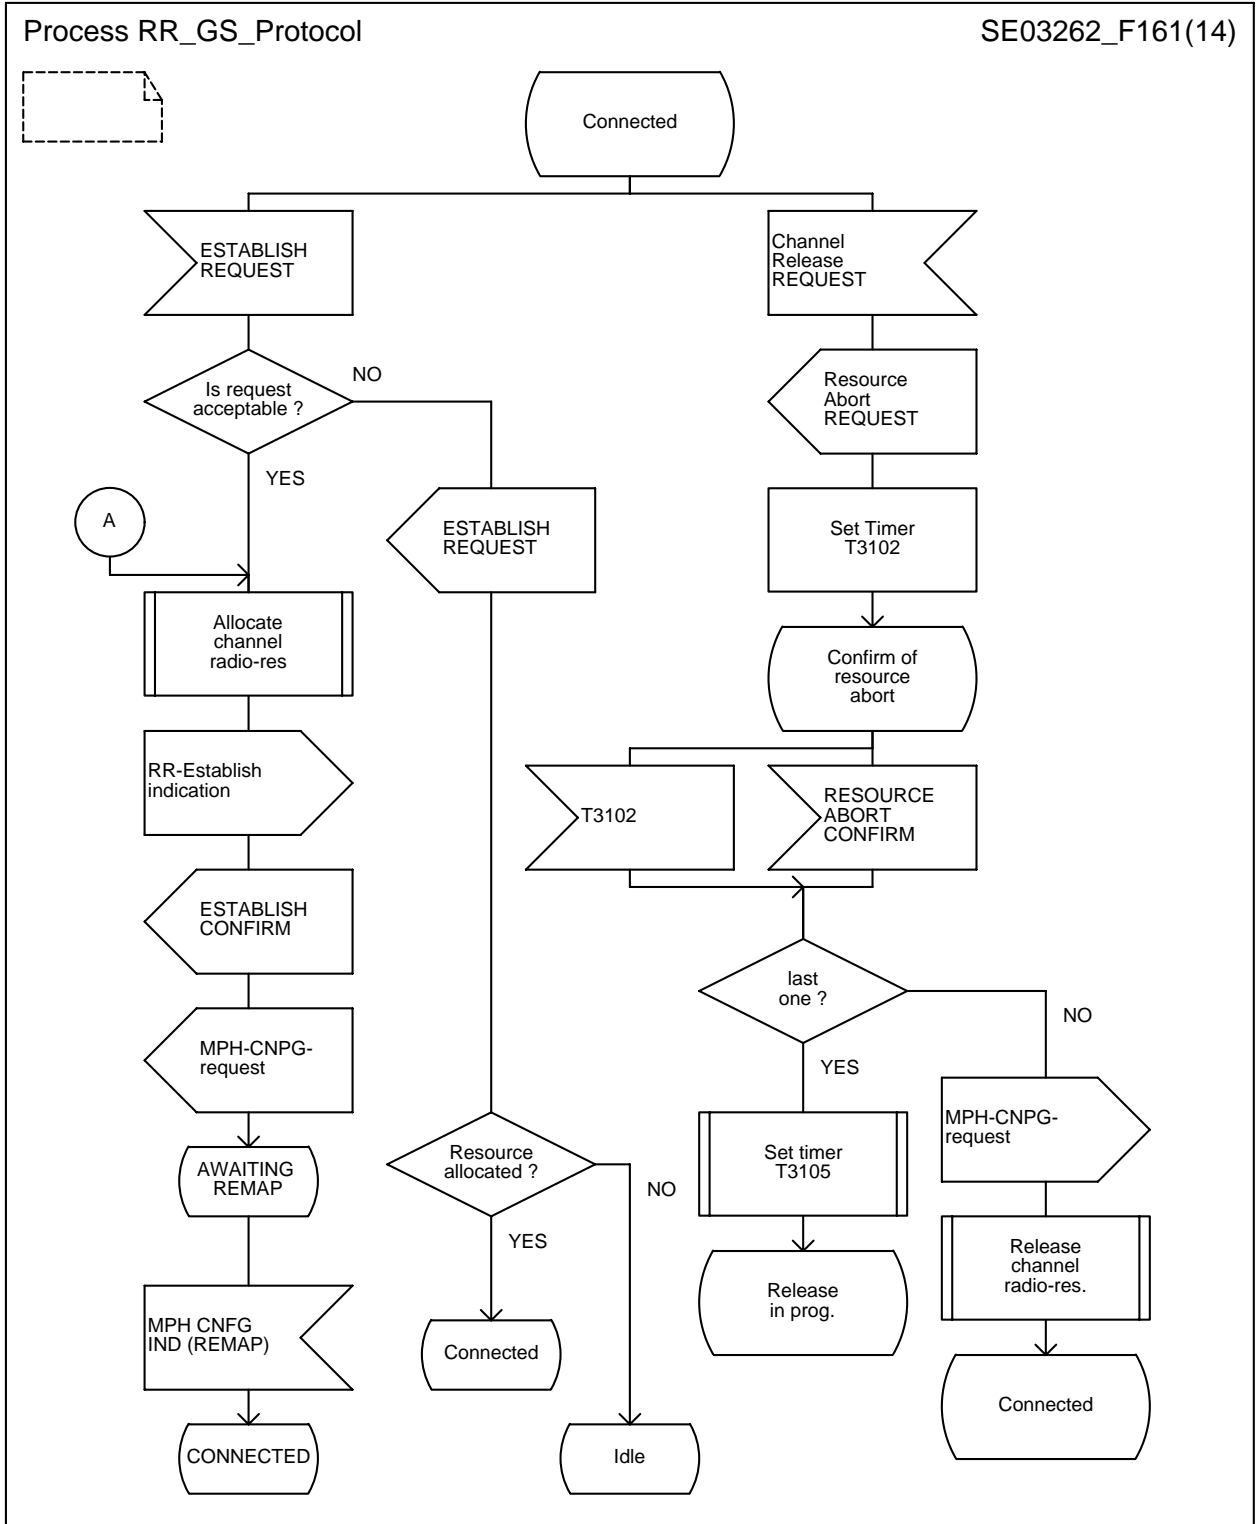 Process RR_GS_Protocol
SE03262_F161(14)
Connected
ESTABLISH
REQUEST
Channel
Release
REQUEST
Is request
acceptable ?
NO
YES
Resource
Abort
REQUEST
A
ESTABLISH
REQUEST
Set Timer
T3102
Allocate
channel
radio-res
Confirm of
resource
abort
RR-Establish
indication
T3102
RESOURCE
ABORT
CONFIRM
ESTABLISH
CONFIRM
last
one ?
NO
YES
MPH-CNPG-
request
MPH-CNPG-
request
AWAITING
REMAP
Resource
allocated ?
NO
YES
Set timer
T3105
Release
channel
radio-res.
Release
in prog.
MPH CNFG
IND (REMAP)
Connected
Connected
CONNECTED
Idle